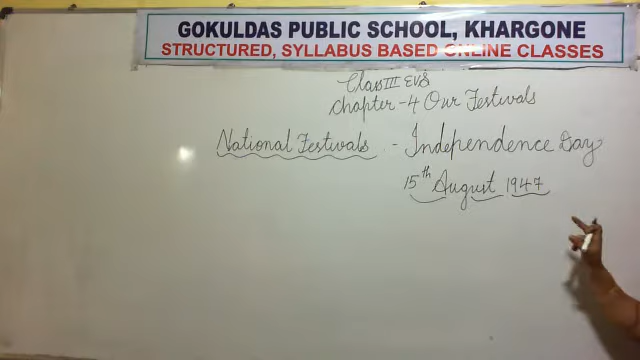 GOKULDAS PUBLIC SCHOOL, KHARGONE
STRUCTURED, SYLLABUS BASED ONLINE CLASSES
Class III EVS
Chapter - 4 Our Festivals
National Festivals - Independence Day
15th August 1947